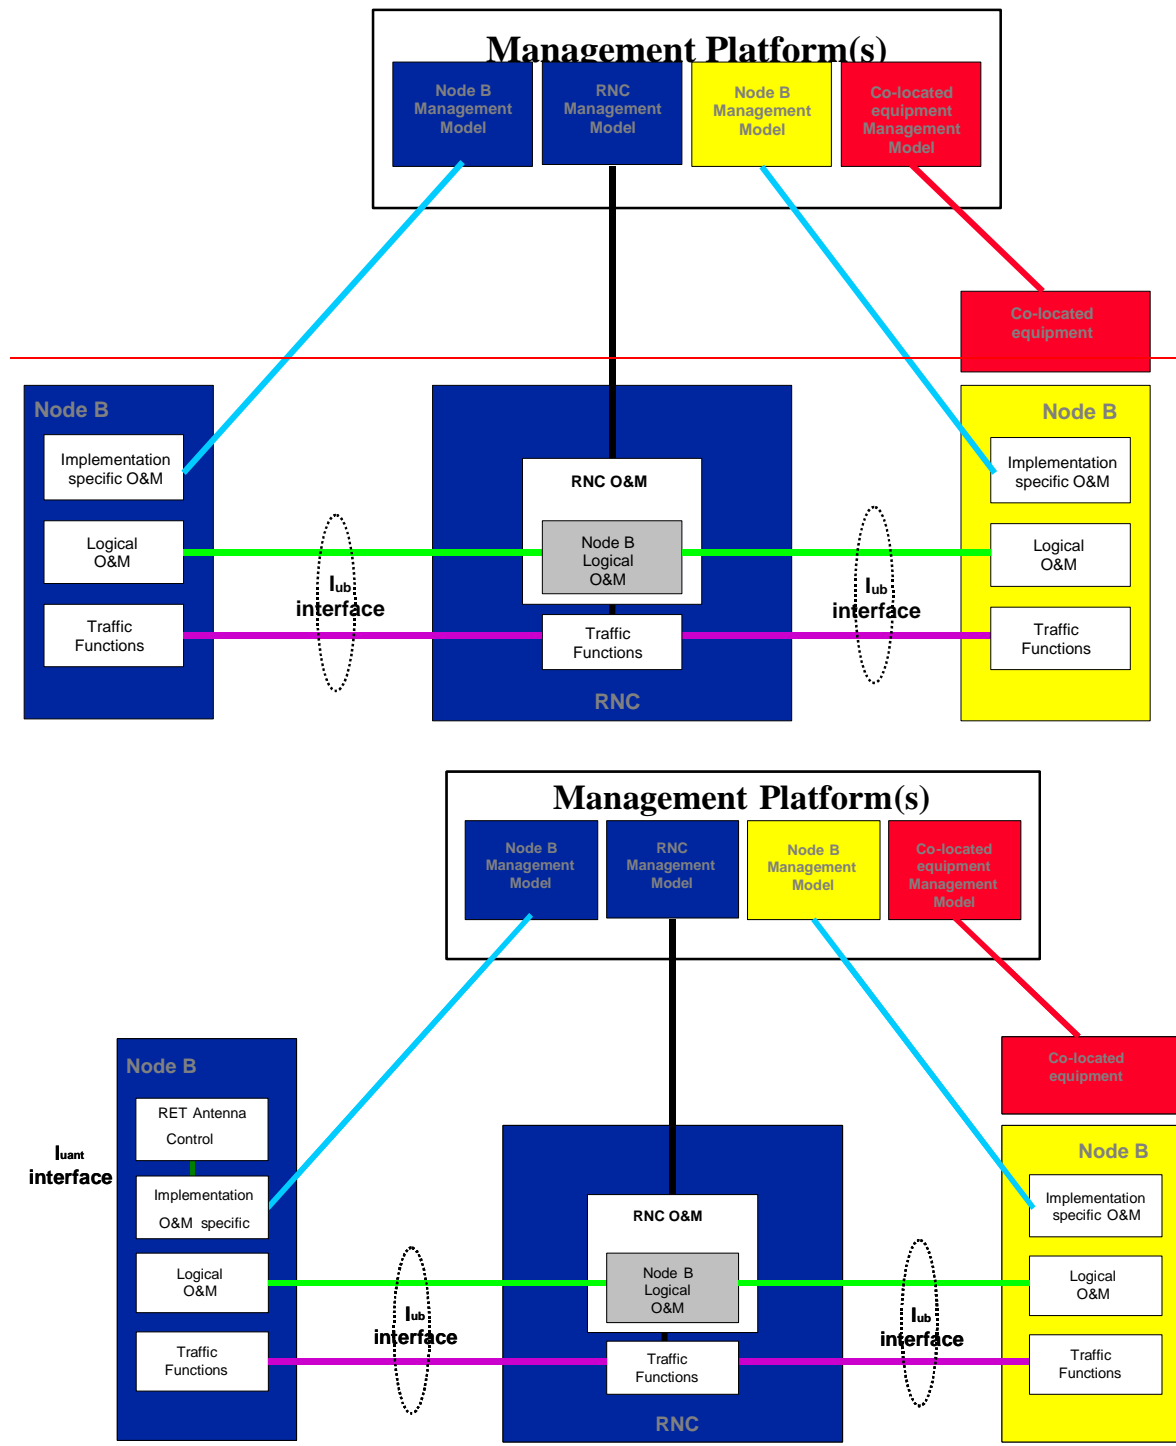 Management Platform(s)
Node B
Management
Model
RNC
Management
Model
Node B
Management
Model
Co-located
equipment
Management
Model
Co-located
equipment
Node B
Implementation
specific O&M
Logical
O&M
Traffic
Functions
Iub
interface
RNC O&M
Node B
Logical
O&M
Traffic
Functions
RNC
Iub
interface
Node B
Implementation
specific O&M
Logical
O&M
Traffic
Functions
Management Platform(s)
Node B
Management
Model
RNC
Management
Model
Node B
Management
Model
Co-located
equipment
Management
Model
Co-located
equipment
Iuant
interface
Node B
RET Antenna
Control
Implementation
O&M specific
Logical
O&M
Traffic
Functions
Iub
interface
RNC O&M
Node B
Logical
O&M
Traffic
Functions
RNC
Iub
interface
Node B
Implementation
specific O&M
Logical
O&M
Traffic
Functions